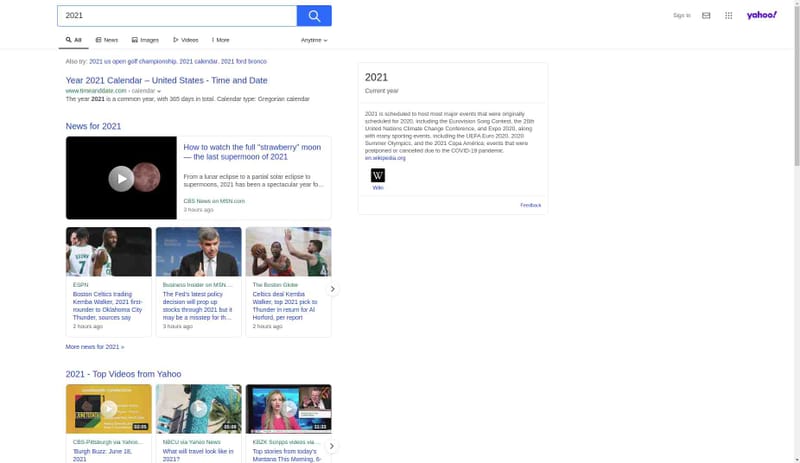 2021
Sign in
yahoo!
All
News
Images
Videos
More
Anytime
Also try: 2021 us open golf championship, 2021 calendar, 2021 ford bronco
Year 2021 Calendar – United States - Time and Date
www.timeanddate.com › calendar
The year 2021 is a common year, with 365 days in total. Calendar type: Gregorian calendar
News for 2021
How to watch the full "strawberry" moon
— the last supermoon of 2021
From a lunar eclipse to a partial solar eclipse to
supermoons, 2021 has been a spectacular year fo...
CBS News on MSN.com
3 hours ago
ESPN
Boston Celtics trading
Kemba Walker, 2021 first-
rounder to Oklahoma City
Thunder, sources say
2 hours ago
Business Insider on MSN....
The Fed's latest policy
decision will prop up
stocks through 2021 but it
may be a misstep for th...
3 hours ago
The Boston Globe
Celtics deal Kemba
Walker, top 2021 pick to
Thunder in return for Al
Horford, per report
2 hours ago
More news for 2021 »
2021 - Top Videos from Yahoo
02:05
CBS-Pittsburgh via Yahoo...
'Burgh Buzz: June 18,
2021
NBCU via Yahoo News
What will travel look like in
2021?
KBZK Scripps videos via...
Top stories from today's
Montana This Morning, 6-
2021
Current year
2021 is scheduled to host most major events that were originally
scheduled for 2020, including the Eurovision Song Contest, the 26th
United Nations Climate Change Conference, and Expo 2020, along
with many sporting events, including the UEFA Euro 2020, 2020
Summer Olympics, and the 2021 Copa América; events that were
postponed or canceled due to the COVID-19 pandemic.
en.wikipedia.org
W
Wiki
Feedback